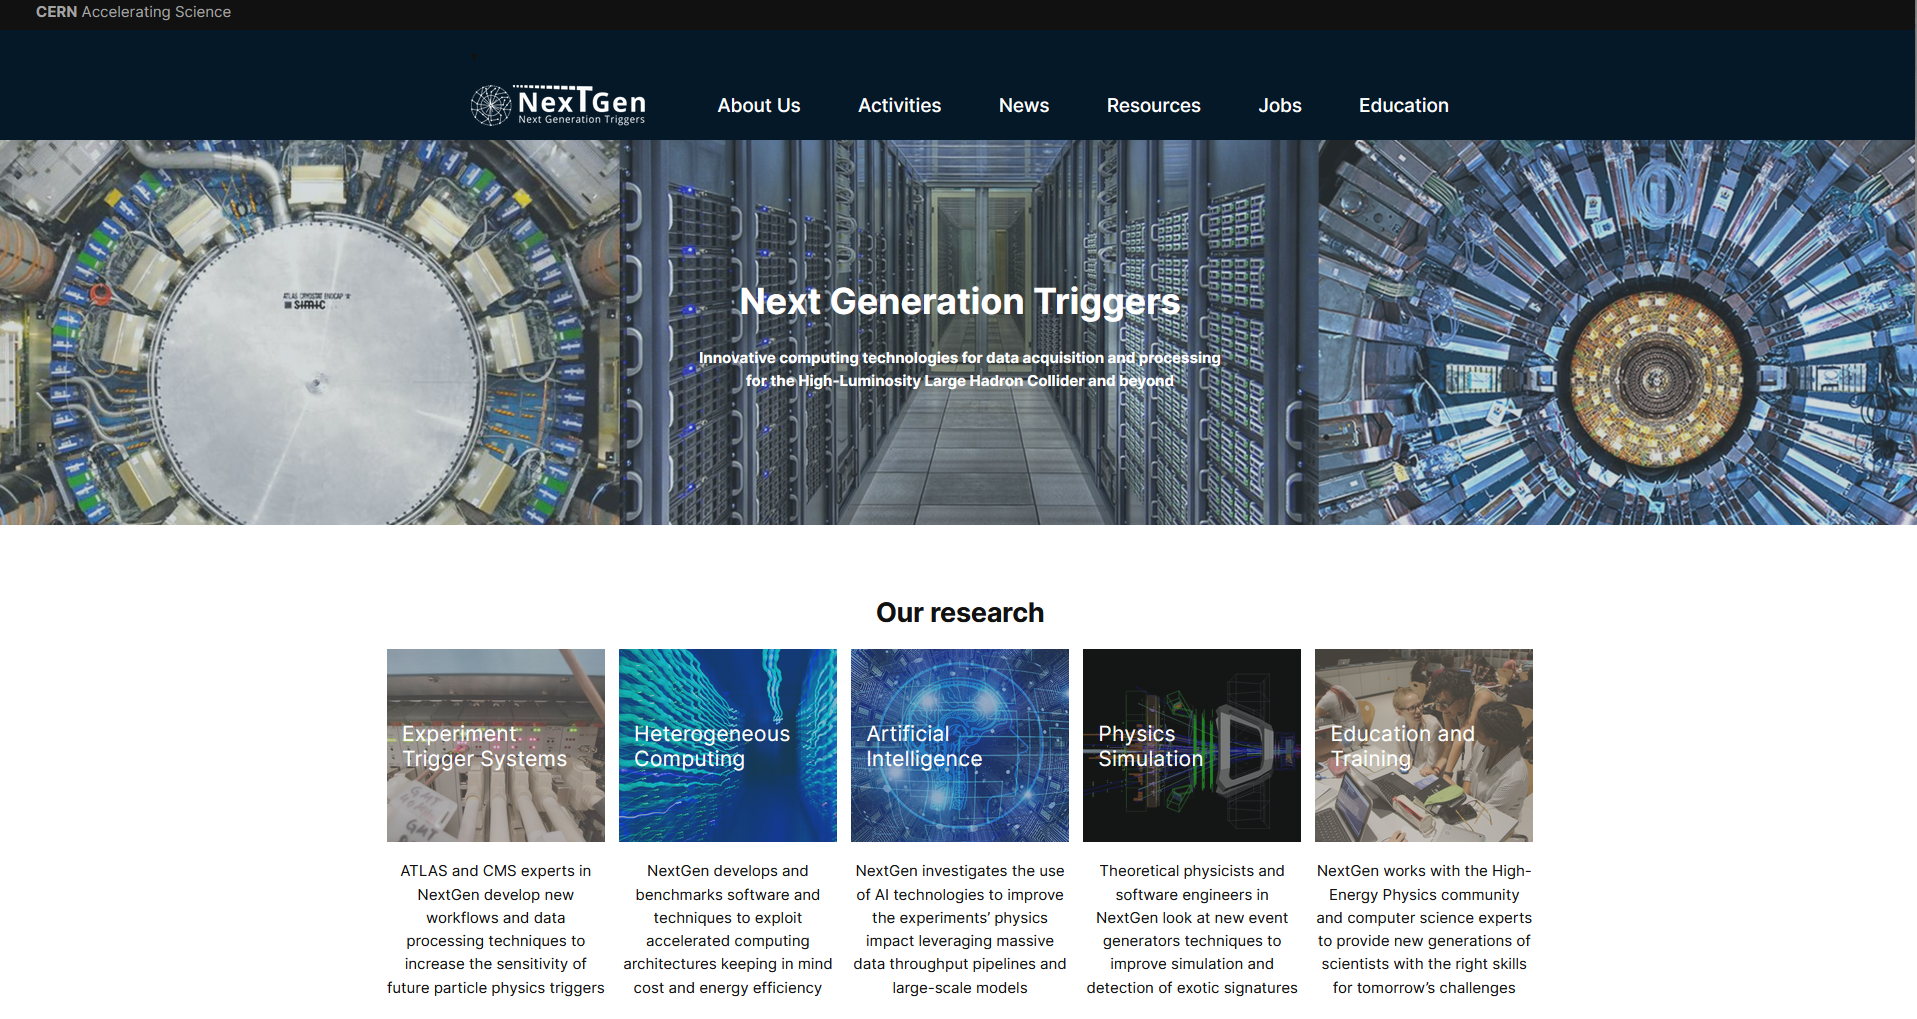 CERN Accelerating Science
NexTGen
Next Generation Triggers
About Us
Activities
News
Resources
Jobs
Education
ATLAS CRYOSTAT ENDCAP 'A'
SIMIC
Next Generation Triggers
Innovative computing technologies for data acquisition and processing
for the High-Luminosity Large Hadron Collider and beyond
Our research
Experiment
Trigger Systems
ATLAS and CMS experts in
NextGen develop new
workflows and data
processing techniques to
increase the sensitivity of
future particle physics triggers
Heterogeneous
Computing
NextGen develops and
benchmarks software and
techniques to exploit
accelerated computing
architectures keeping in mind
cost and energy efficiency
Artificial
Intelligence
NextGen investigates the use
of AI technologies to improve
the experiments’ physics
impact leveraging massive
data throughput pipelines and
large-scale models
Physics
Simulation
Theoretical physicists and
software engineers in
NextGen look at new event
generators techniques to
improve simulation and
detection of exotic signatures
Education and
Training
NextGen works with the High-
Energy Physics community
and computer science experts
to provide new generations of
scientists with the right skills
for tomorrow’s challenges